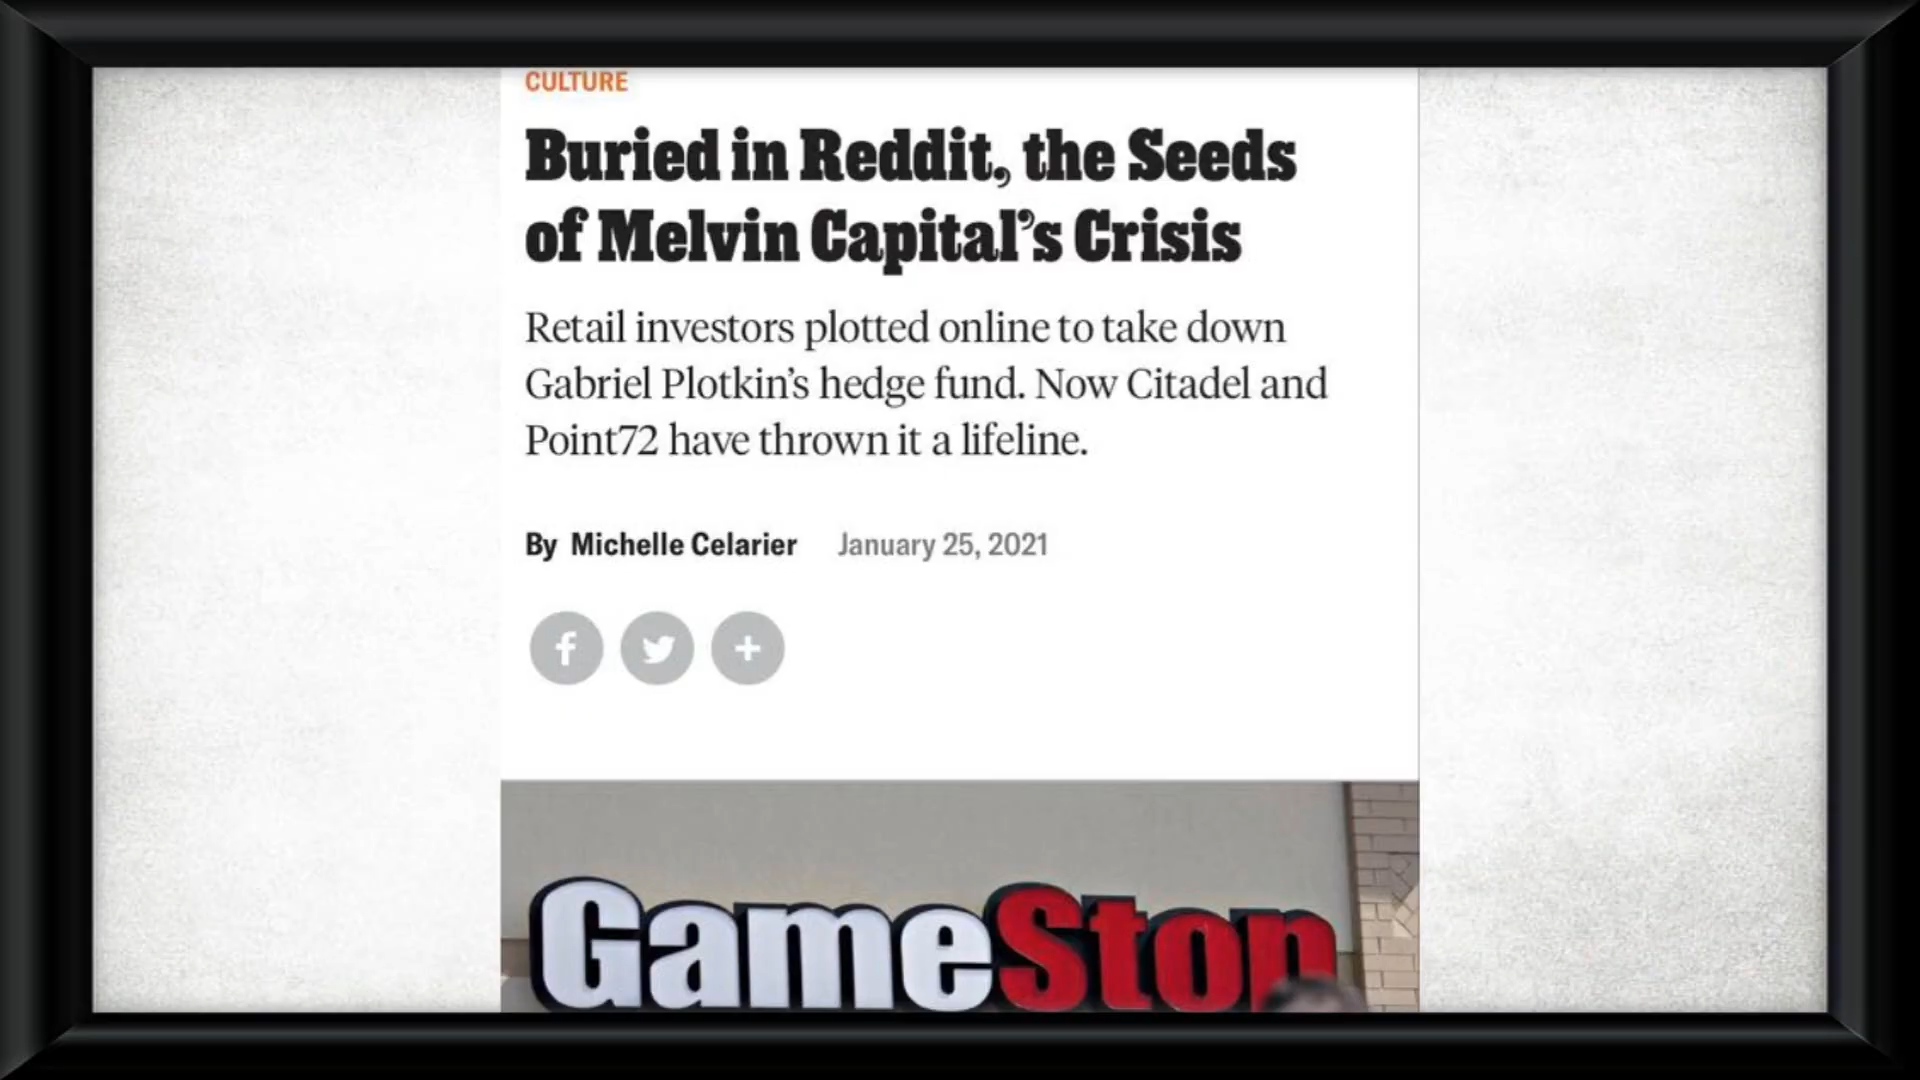 CULTURE
Buried in Reddit, the Seeds
of Melvin Capital’s Crisis
Retail investors plotted online to take down
Gabriel Plotkin’s hedge fund. Now Citadel and
Point72 have thrown it a lifeline.
By Michelle Celarier January 25, 2021
GameStop